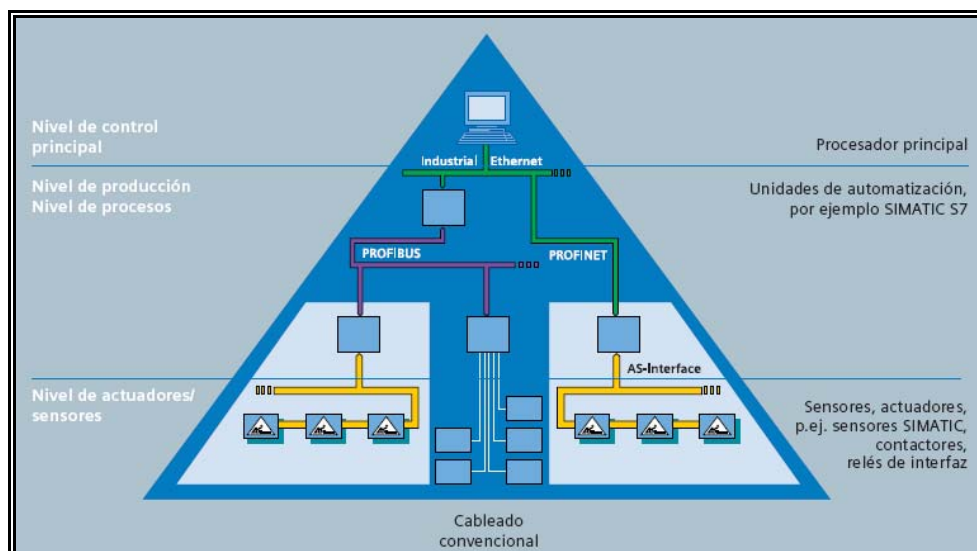 Nivel de control
principal
Procesador principal
Industrial Ethernet
Nivel de producción
Nivel de procesos
Unidades de automatización,
por ejemplo SIMATIC S7
PROFIBUS
PROFINET
AS-Interface
Nivel de actuadores/
sensores
Sensores, actuadores,
p.ej. sensores SIMATIC,
contactores,
relés de interfaz
Cableado
convencional